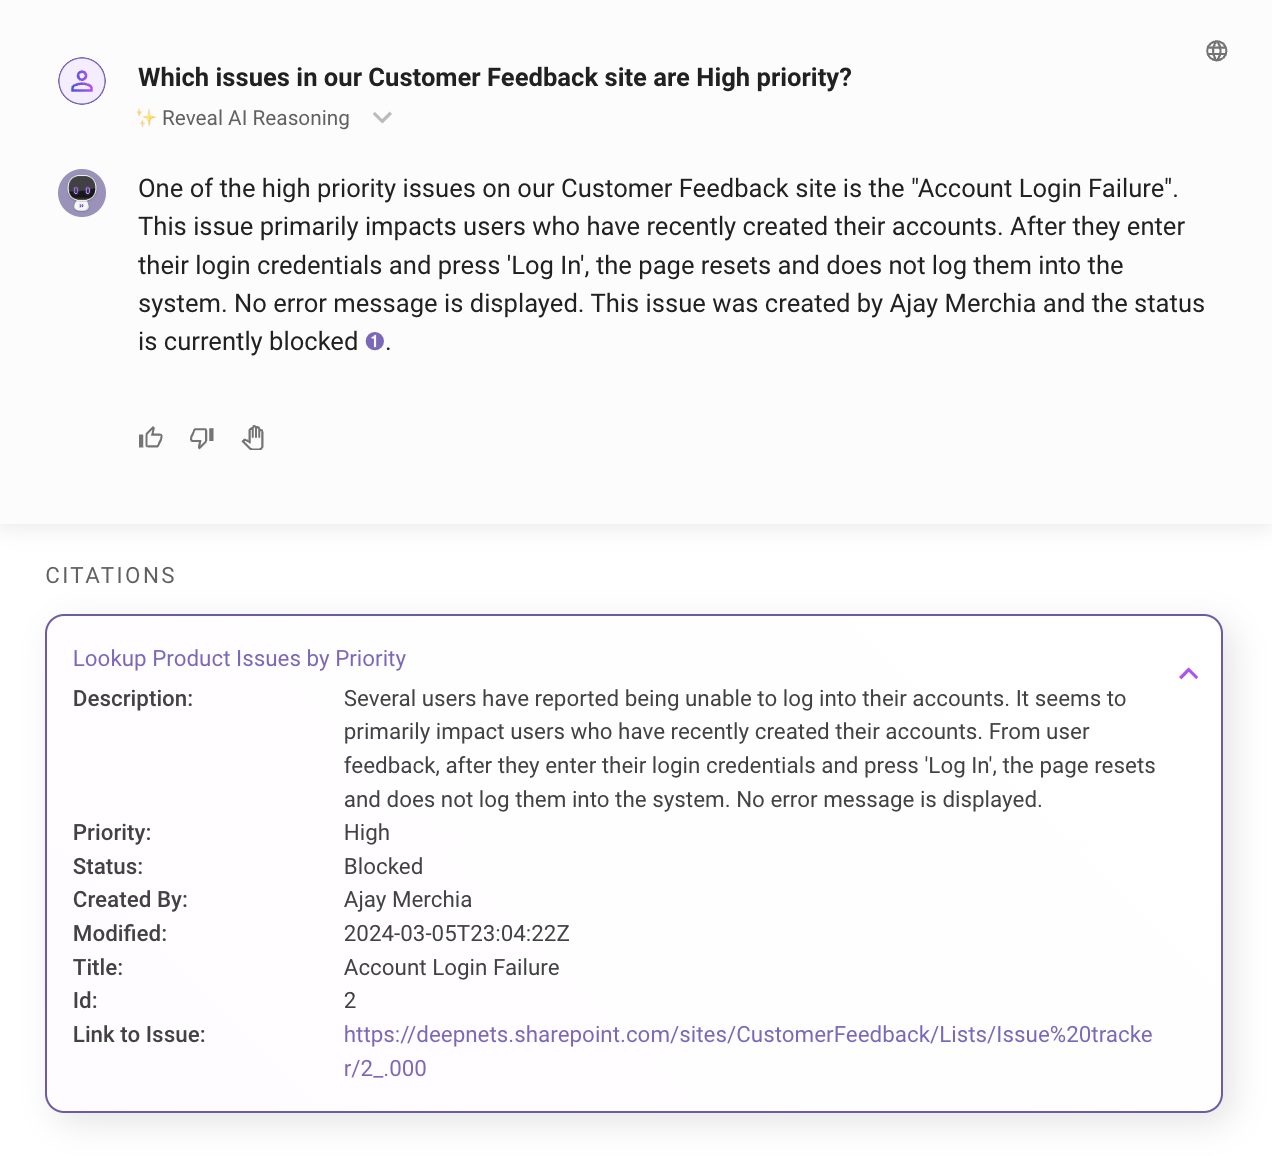 Which issues in our Customer Feedback site are High priority?
✨ Reveal AI Reasoning
One of the high priority issues on our Customer Feedback site is the "Account Login Failure".
This issue primarily impacts users who have recently created their accounts. After they enter
their login credentials and press 'Log In', the page resets and does not log them into the
system. No error message is displayed. This issue was created by Ajay Merchia and the status
is currently blocked 1.
CITATIONS
Lookup Product Issues by Priority
Description: Several users have reported being unable to log into their accounts. It seems to
primarily impact users who have recently created their accounts. From user
feedback, after they enter their login credentials and press 'Log In', the page resets
and does not log them into the system. No error message is displayed.
Priority: High
Status: Blocked
Created By: Ajay Merchia
Modified: 2024-03-05T23:04:22Z
Title: Account Login Failure
Id: 2
Link to Issue: https://deepnets.sharepoint.com/sites/CustomerFeedback/Lists/Issue%20tracke
r/2_.000